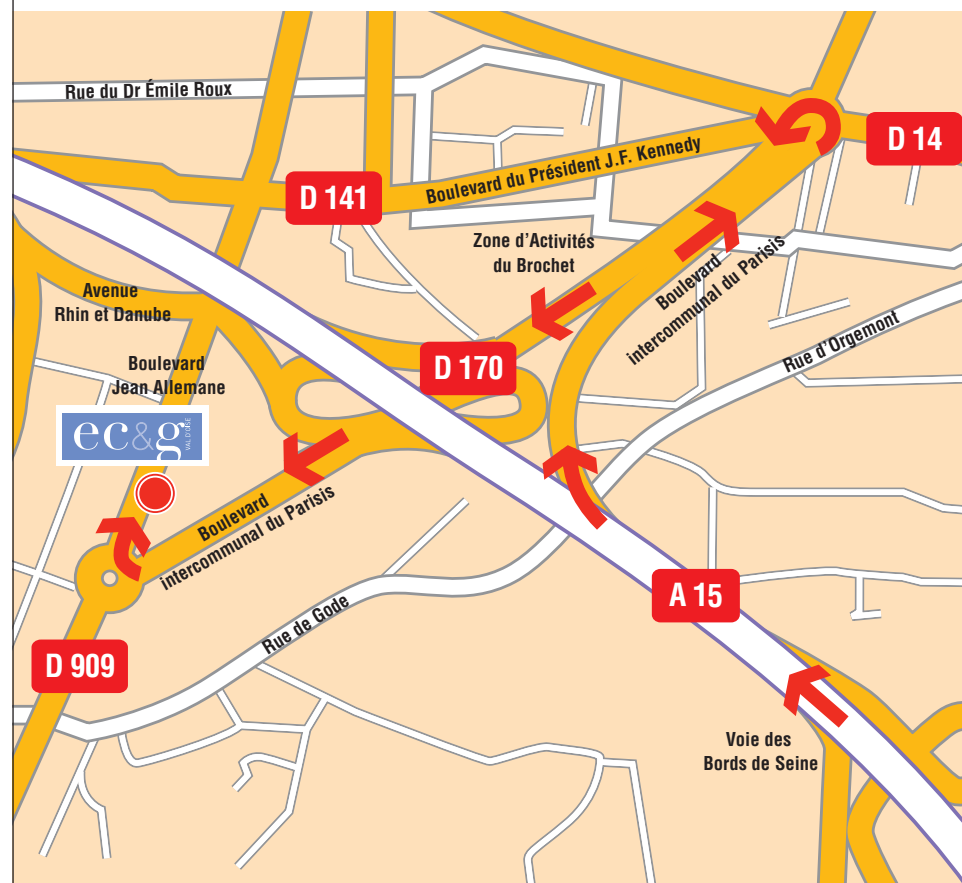 Rue du Dr Émile Roux
D 14
Boulevard du Président J.F. Kennedy
D 141
Zone d’Activités
du Brochet
Boulevard
intercommunal du Parisis
Avenue
Rhin et Danube
Rue d’Orgemont
Boulevard
Jean Allemane
D 170
ec&g
VAL D’OISE
Boulevard
intercommunal du Parisis
A 15
Rue de Gode
D 909
Voie des
Bords de Seine